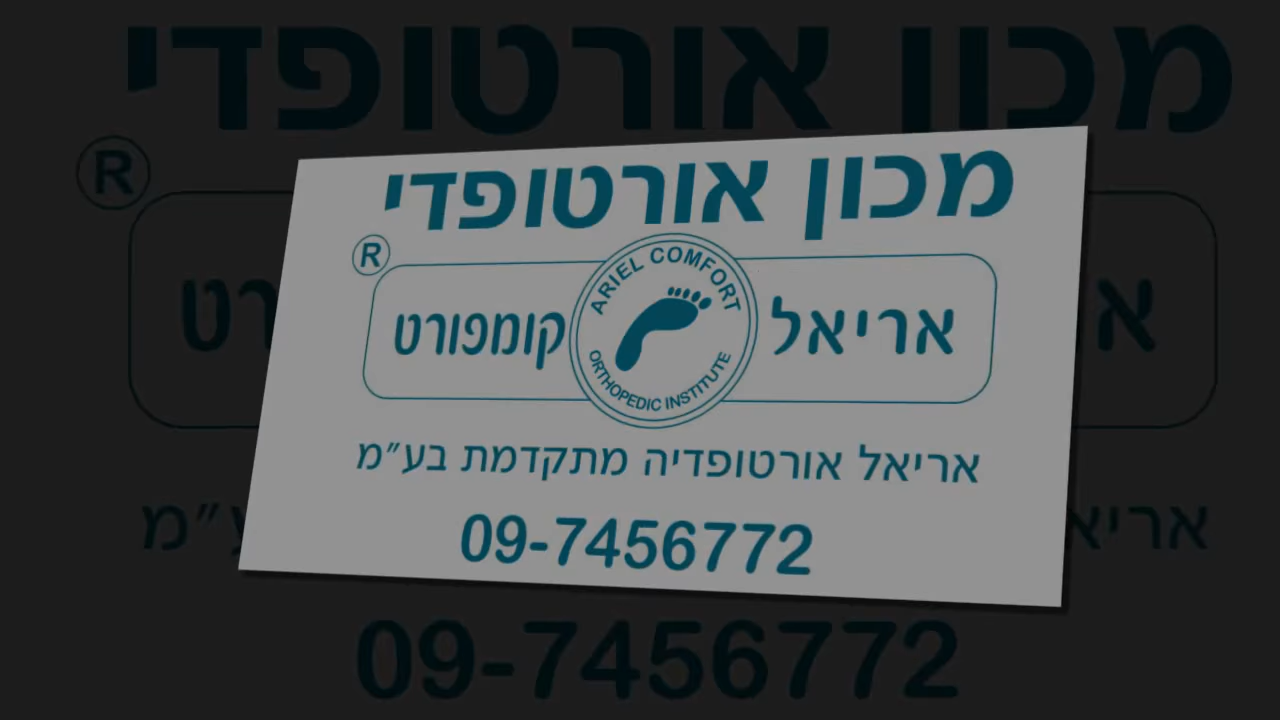 מכון אורטופדי
®
אריאל קומפורט
ARIEL COMFORT
ORTHOPEDIC INSTITUTE
אריאל אורטופדיה מתקדמת בע״מ
09-7456772